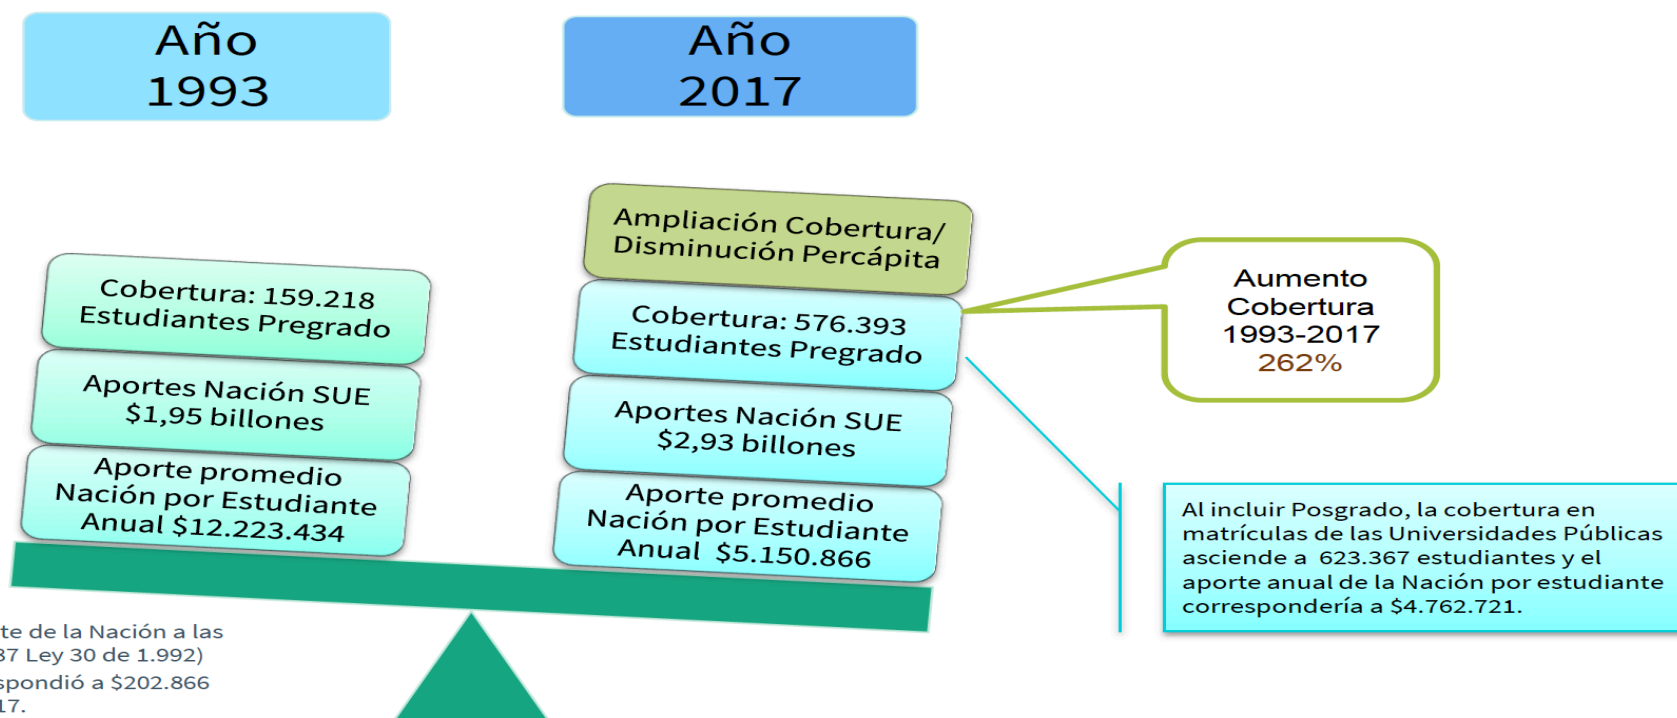 Año
1993
Año
2017
Cobertura: 159.218
Estudiantes Pregrado
Aportes Nación SUE
$1,95 billones
Aporte promedio
Nación por Estudiante
Anual $12.223.434
Ampliación Cobertura/
Disminución Percápita
Cobertura: 576.393
Estudiantes Pregrado
Aportes Nación SUE
$2,93 billones
Aporte promedio
Nación por Estudiante
Anual $5.150.866
Aumento
Cobertura
1993-2017
262%
Al incluir Posgrado, la cobertura en
matrículas de las Universidades Públicas
asciende a 623.367 estudiantes y el
aporte anual de la Nación por estudiante
correspondería a $4.762.721.
te de la Nación a las
37 Ley 30 de 1.992)
spondió a $202.866
17.